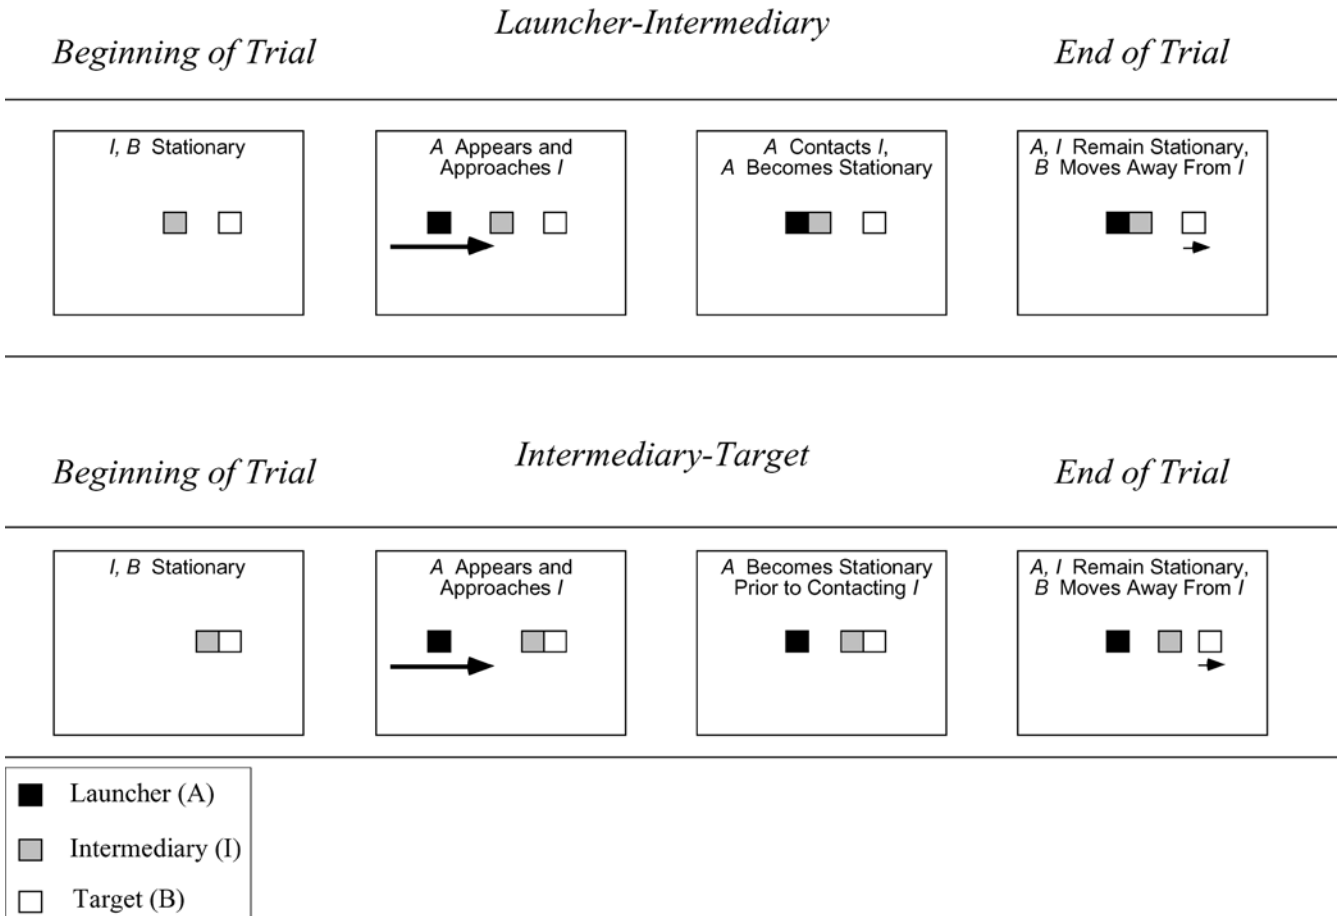 Launcher-Intermediary
Beginning of Trial
End of Trial
I, B Stationary
A Appears and
Approaches I
A Contacts I,
A Becomes Stationary
A, I Remain Stationary,
B Moves Away From I
Intermediary-Target
Beginning of Trial
End of Trial
I, B Stationary
A Appears and
Approaches I
A Becomes Stationary
Prior to Contacting I
A, I Remain Stationary,
B Moves Away From I
Launcher (A)
Intermediary (I)
Target (B)